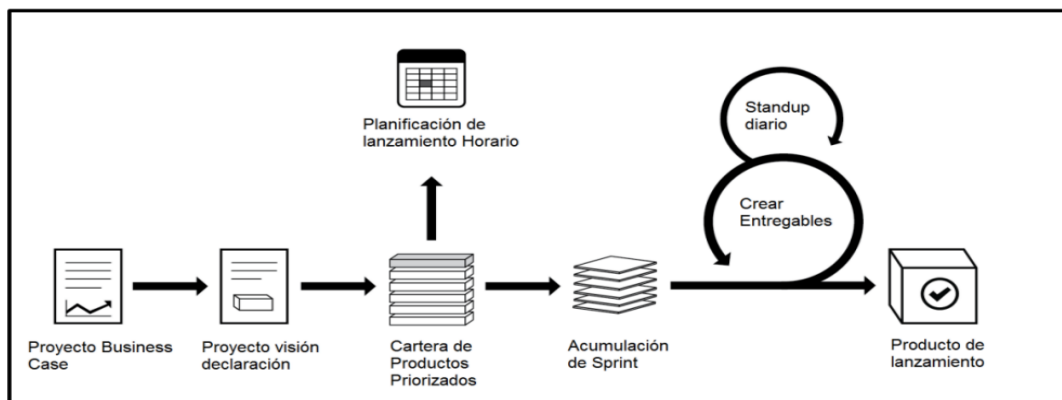 Planificación de
lanzamiento Horario
Standup
diario
Crear
Entregables
Proyecto Business
Case
Proyecto visión
declaración
Cartera de
Productos
Priorizados
Acumulación
de Sprint
Producto de
lanzamiento